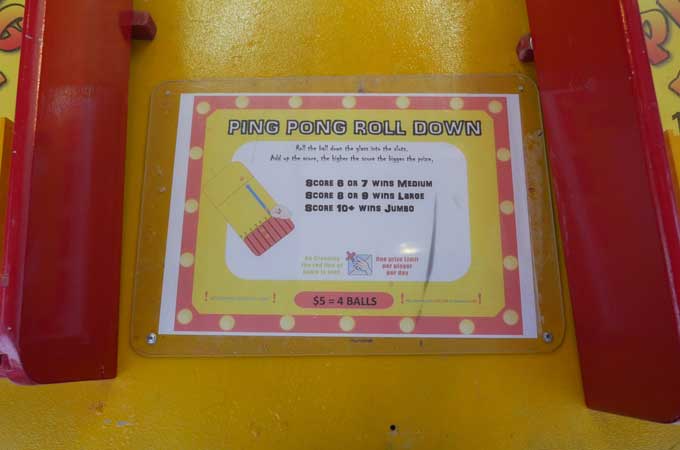 PING PONG ROLL DOWN
Roll the ball down the glass into the slots.
Add up the score, the higher the score the bigger the prize.
SCORE 6 OR 7 WINS MEDIUM
SCORE 8 OR 9 WINS LARGE
SCORE 10+ WINS JUMBO
One prize limit
per player
per day
$5 = 4 BALLS